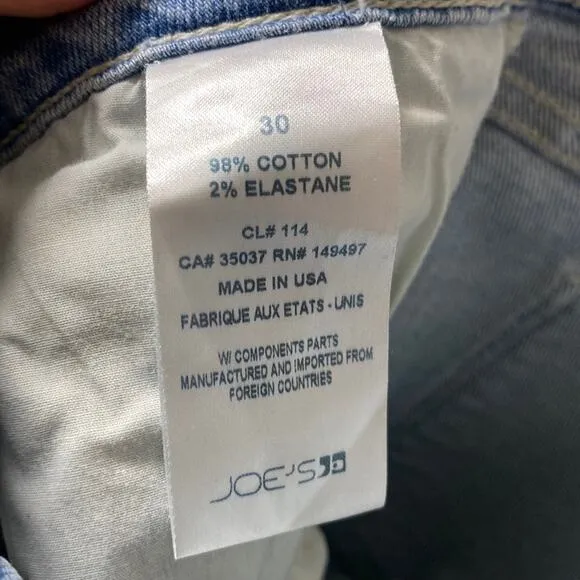 30
98% COTTON
2% ELASTANE
CL# 114
CA# 35037 RN# 149497
MADE IN USA
FABRIQUE AUX ETATS - UNIS
W/ COMPONENTS PARTS
MANUFACTURED AND IMPORTED FROM
FOREIGN COUNTRIES
JOE'S